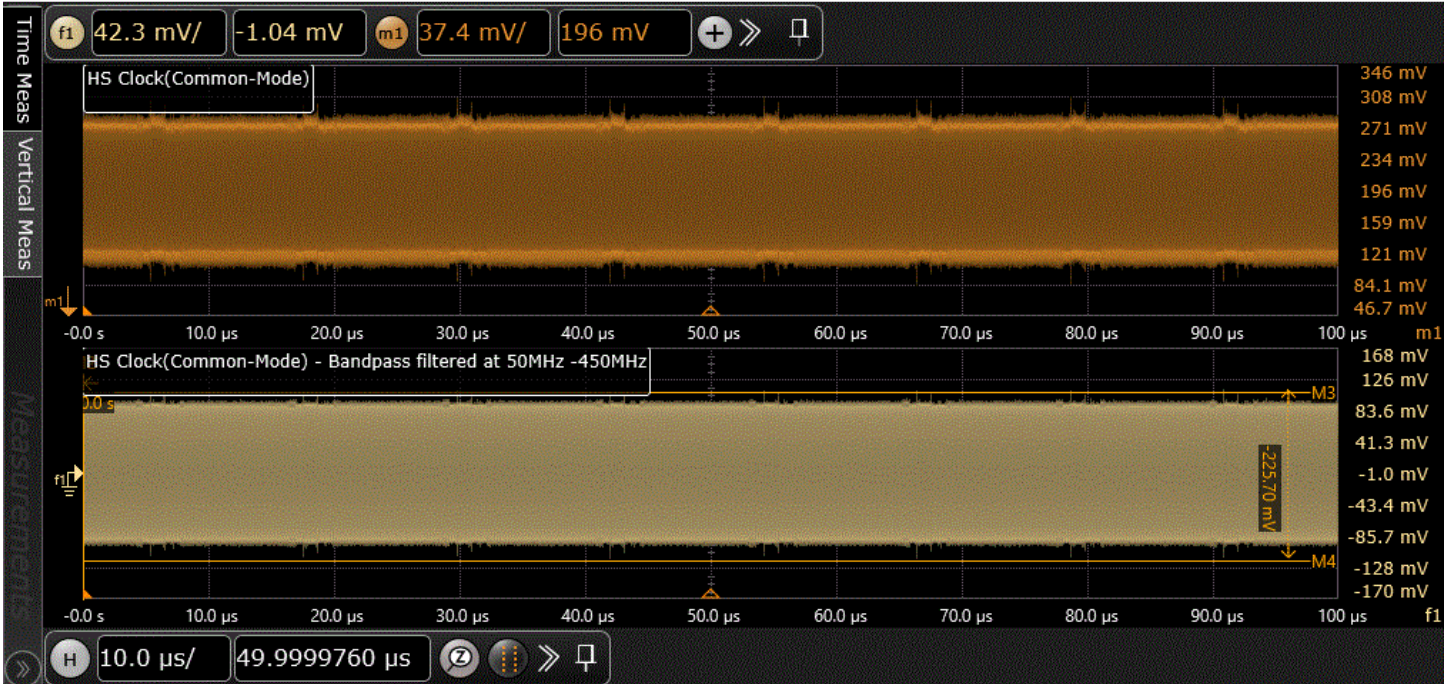 Time Meas
Vertical Meas
Measurements
f1 42.3 mV/ -1.04 mV m1 37.4 mV/ 196 mV
HS Clock(Common-Mode)
346 mV
308 mV
271 mV
234 mV
196 mV
159 mV
121 mV
84.1 mV
46.7 mV
m1
-0.0 s 10.0 µs 20.0 µs 30.0 µs 40.0 µs 50.0 µs 60.0 µs 70.0 µs 80.0 µs 90.0 µs 100 µs m1
HS Clock(Common-Mode) - Bandpass filtered at 50MHz -450MHz
0.0 s
168 mV
126 mV
M3
83.6 mV
41.3 mV
-1.0 mV
-43.4 mV
-85.7 mV
-128 mV
-170 mV
-225.70 mV
M4
f1
-0.0 s 10.0 µs 20.0 µs 30.0 µs 40.0 µs 50.0 µs 60.0 µs 70.0 µs 80.0 µs 90.0 µs 100 µs f1
H 10.0 µs/ 49.9999760 µs Z